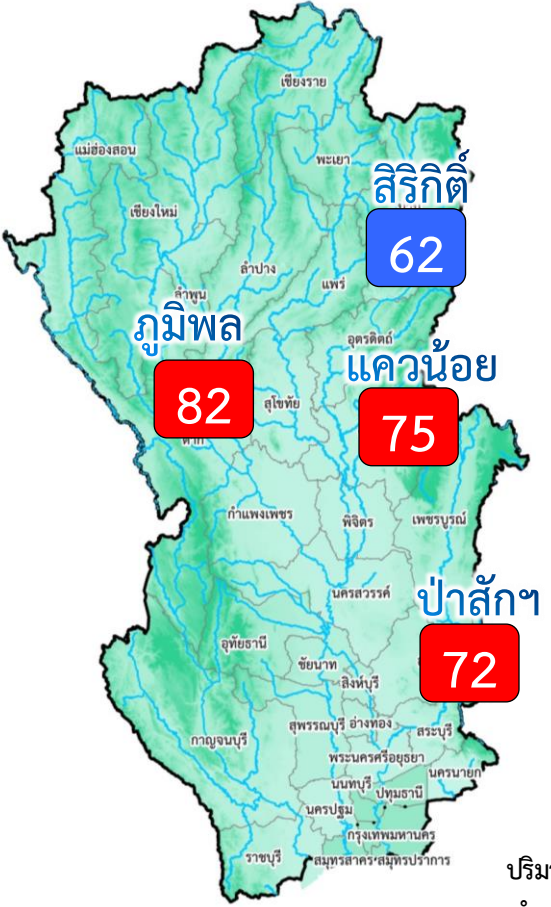 เชียงราย
แม่ฮ่องสอน
พะเยา
สิริกิติ์
เชียงใหม่
62
ลำปาง
แพร่
ลำพูน
ภูมิพล
อุตรดิตถ์
แควน้อย
82
สุโขทัย
75
ตาก
กำแพงเพชร
พิจิตร
เพชรบูรณ์
นครสวรรค์
ป่าสักฯ
อุทัยธานี
ชัยนาท
72
สิงห์บุรี
สุพรรณบุรี อ่างทอง
สระบุรี
กาญจนบุรี
พระนครศรีอยุธยา
นครนายก
นนทบุรี
ปทุมธานี
นครปฐม
กรุงเทพมหานคร
ราชบุรี
สมุทรสาคร สมุทรปราการ